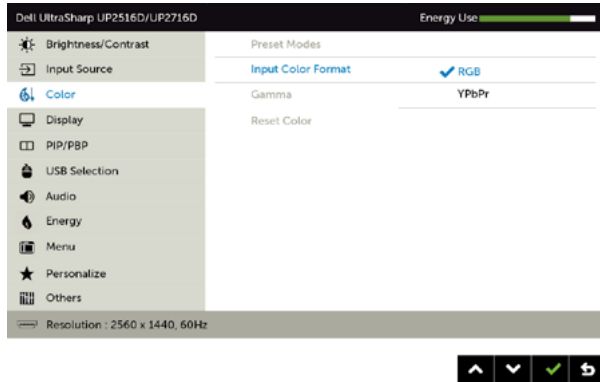 Dell UltraSharp UP2516D/UP2716D Energy Use
Brightness/Contrast Preset Modes
Input Source Input Color Format RGB
Color Gamma YPbPr
Display Reset Color
PIP/PBP
USB Selection
Audio
Energy
Menu
Personalize
Others
Resolution : 2560 x 1440, 60Hz